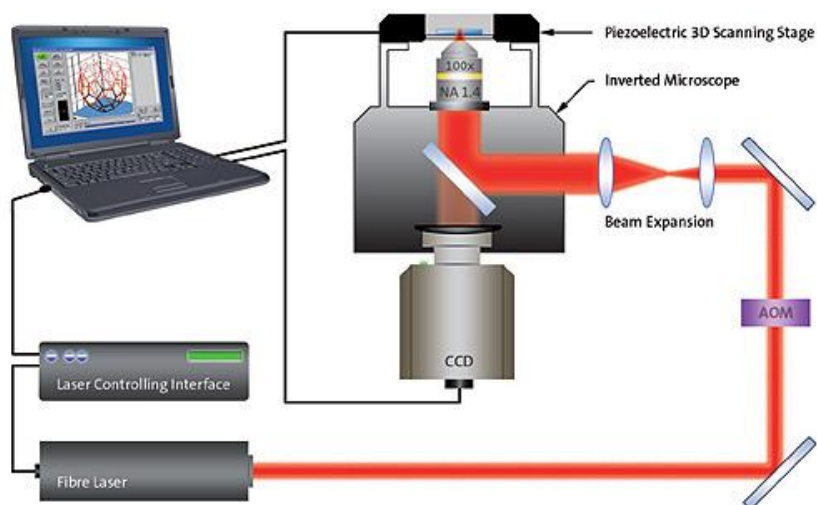 Piezoelectric 3D Scanning Stage
100x
NA 1.4
Inverted Microscope
Beam Expansion
AOM
CCD
Laser Controlling Interface
Fibre Laser